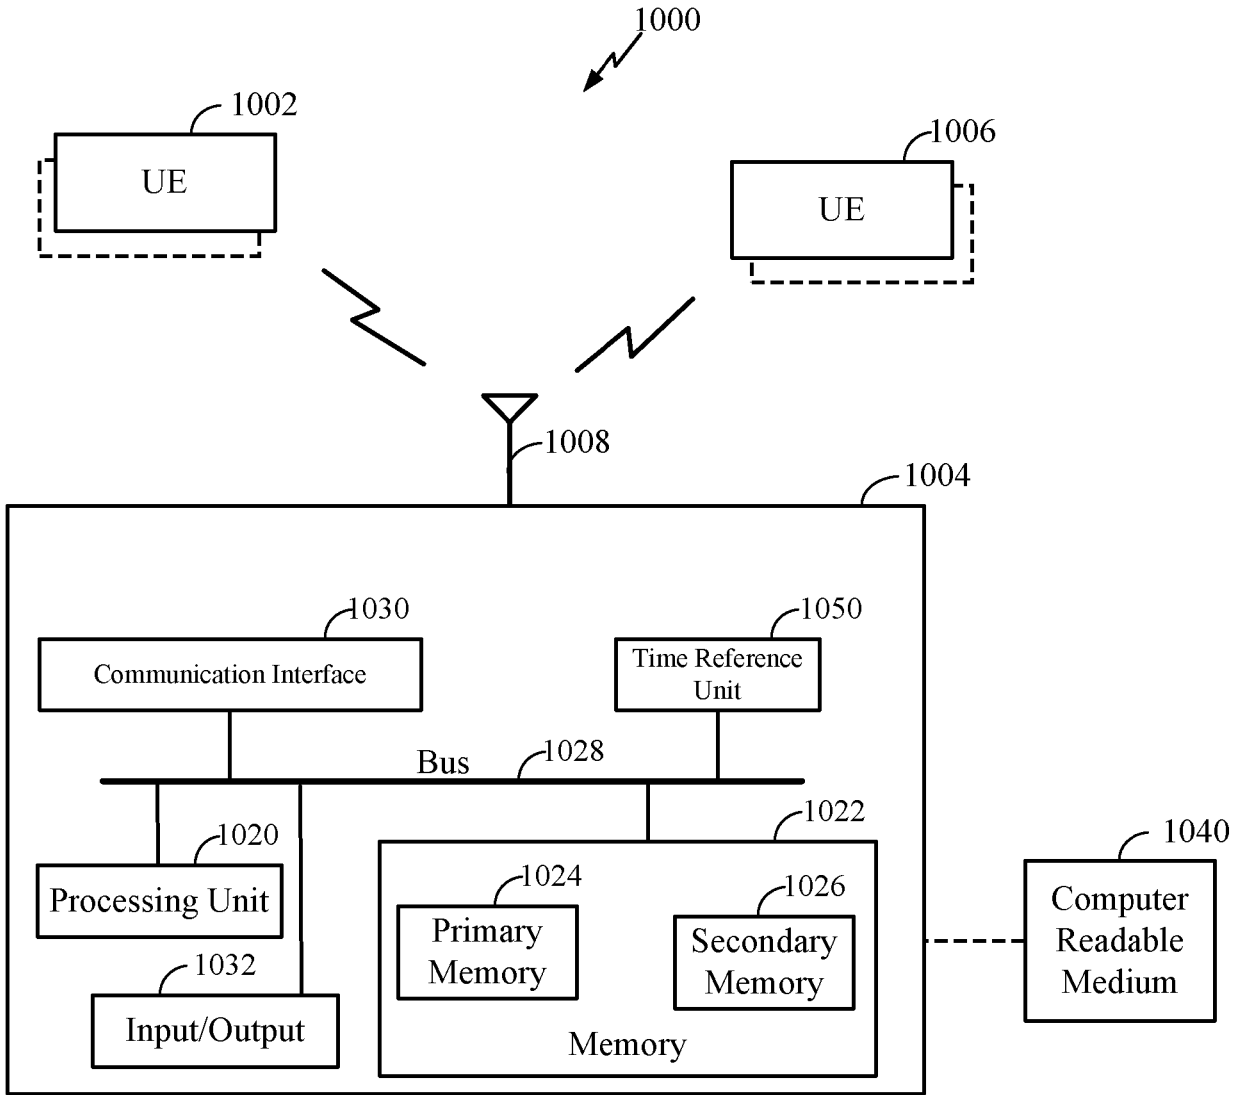 1000
1002
UE
1006
UE
1008
1004
1030
Communication Interface
1050
Time Reference
Unit
Bus
1028
1020
Processing Unit
1022
1024
Primary
Memory
1026
Secondary
Memory
Memory
1032
Input/Output
1040
Computer
Readable
Medium